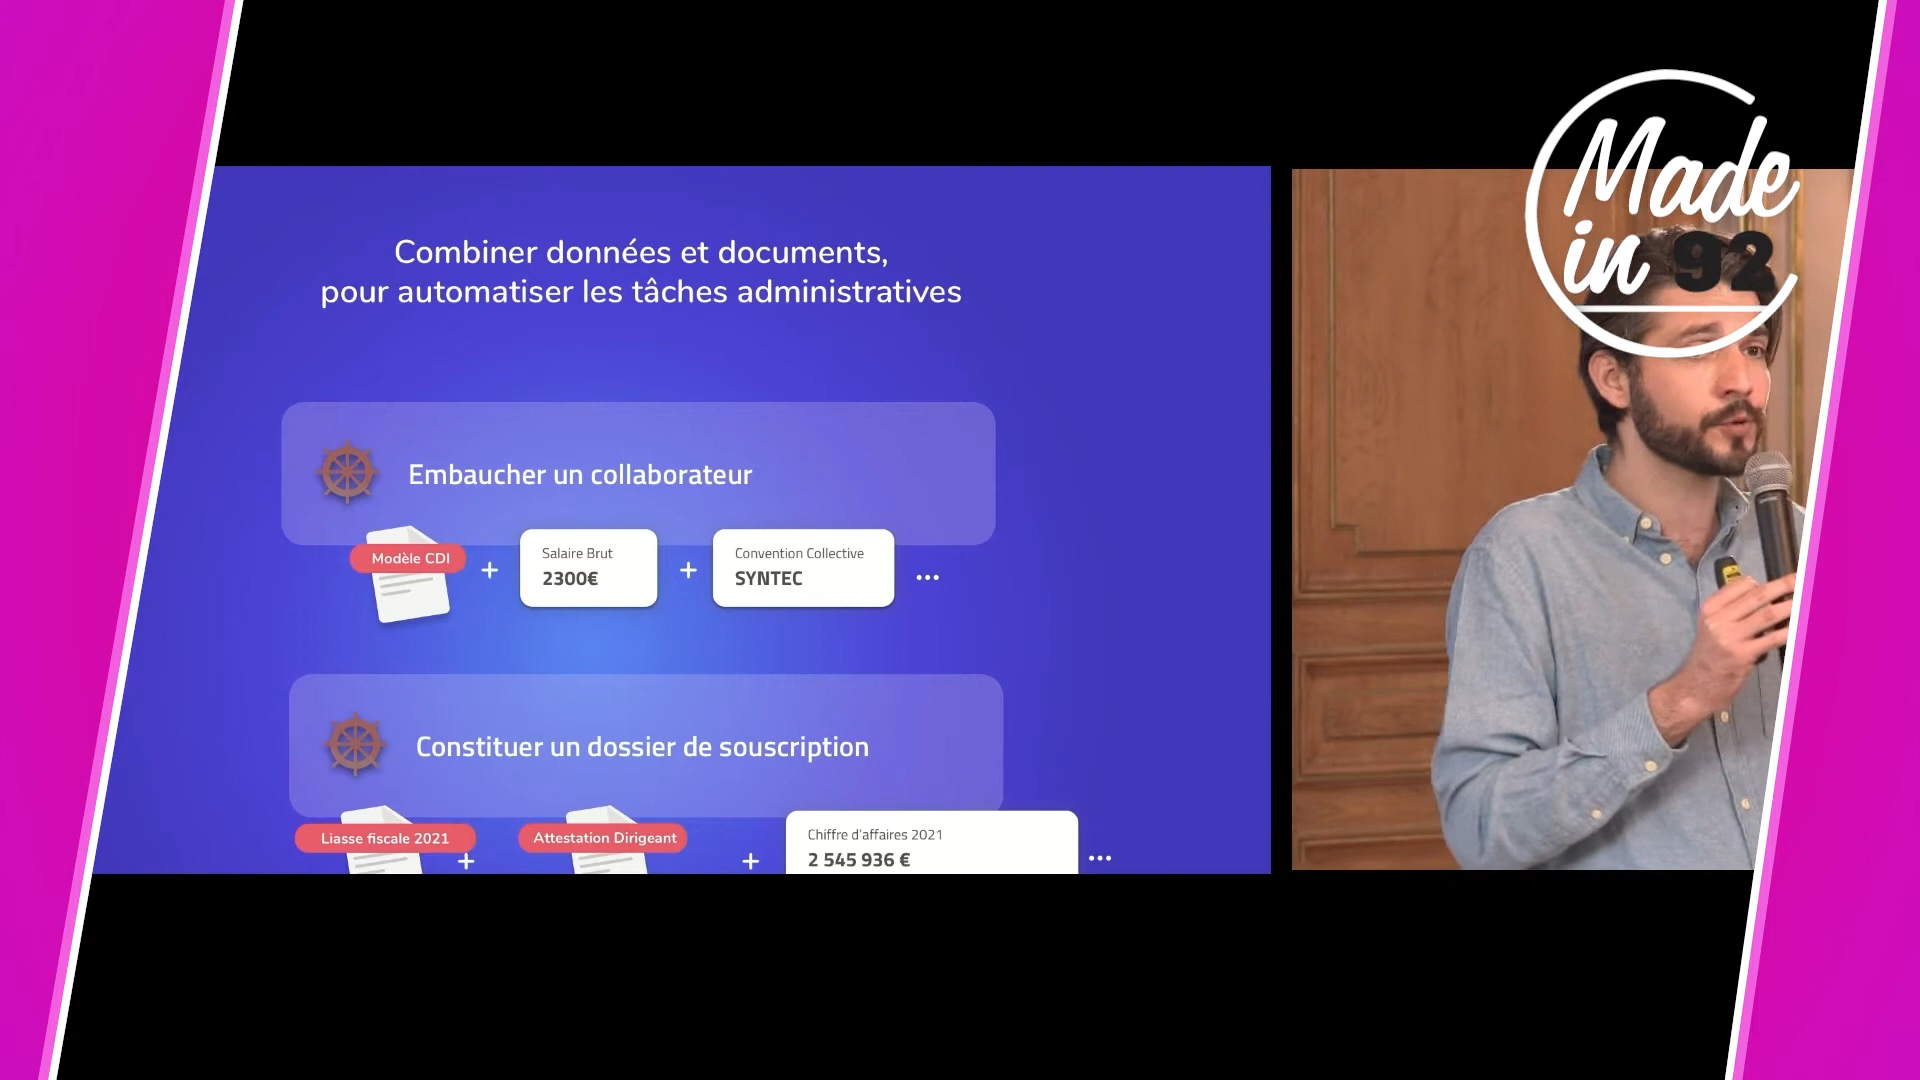 Made
in 92
Combiner données et documents,
pour automatiser les tâches administratives
Embaucher un collaborateur
Modèle CDI
+
Salaire Brut
2300€
+
Convention Collective
SYNTEC
...
Constituer un dossier de souscription
Liasse fiscale 2021
+
Attestation Dirigeant
+
Chiffre d'affaires 2021
2 545 936 €
...